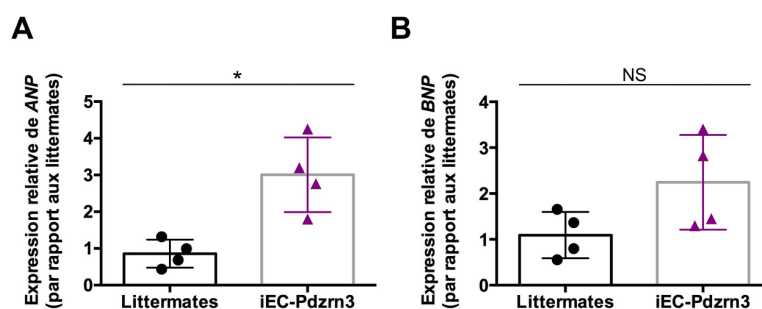 A
Expression relative de ANP
(par rapport aux littermates)
*
5
4
3
2
1
0
Littermates
iEC-Pdzrn3
B
Expression relative de BNP
(par rapport aux littermates)
NS
4
3
2
1
0
Littermates
iEC-Pdzrn3